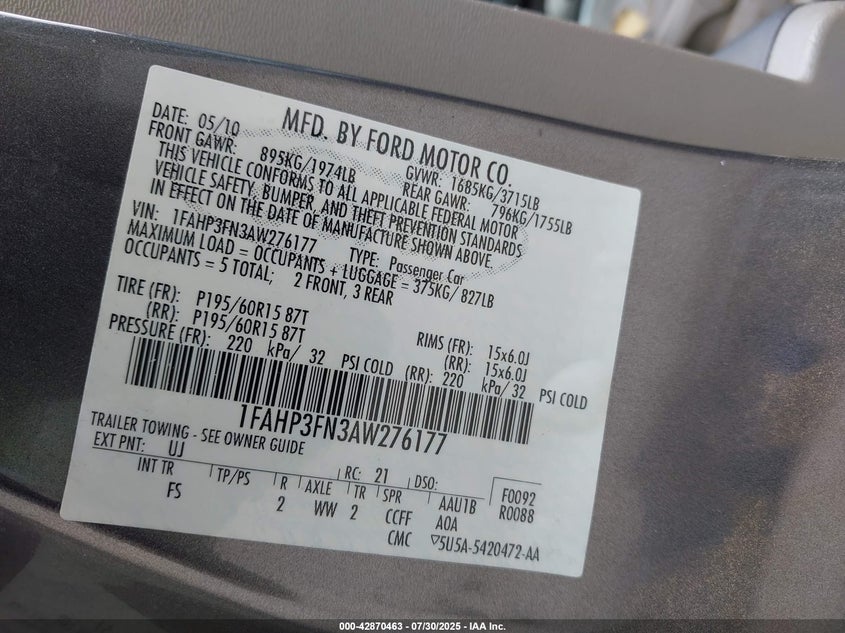 MFD. BY FORD MOTOR CO.
DATE: 05/10 GVWR: 1685KG/3715LB
FRONT GAWR: 895KG/1974LB REAR GAWR: 796KG/1755LB
THIS VEHICLE CONFORMS TO ALL APPLICABLE FEDERAL MOTOR
VEHICLE SAFETY, BUMPER, AND THEFT PREVENTION STANDARDS
IN EFFECT ON THE DATE OF MANUFACTURE SHOWN ABOVE.
VIN: 1FAHP3FN3AW276177 TYPE: Passenger Car
MAXIMUM LOAD = OCCUPANTS + LUGGAGE = 375KG/ 827LB
OCCUPANTS = 5 TOTAL; 2 FRONT, 3 REAR
TIRE (FR): P195/60R15 87T RIMS (FR): 15x6.0J
(RR): P195/60R15 87T (RR): 15x6.0J
PRESSURE (FR): 220 kPa/ 32 PSI COLD (RR): 220 kPa/ 32 PSI COLD
1FAHP3FN3AW276177
TRAILER TOWING - SEE OWNER GUIDE
EXT PNT: UJ RC: 21 DSO: F0092
INT TR TP/PS R AXLE TR SPR AAU1B R0088
FS 2 WW 2 CCFF AOA
CMC ▽5U5A-5420472-AA
000-42870463 - 07/30/2025 - IAA Inc.